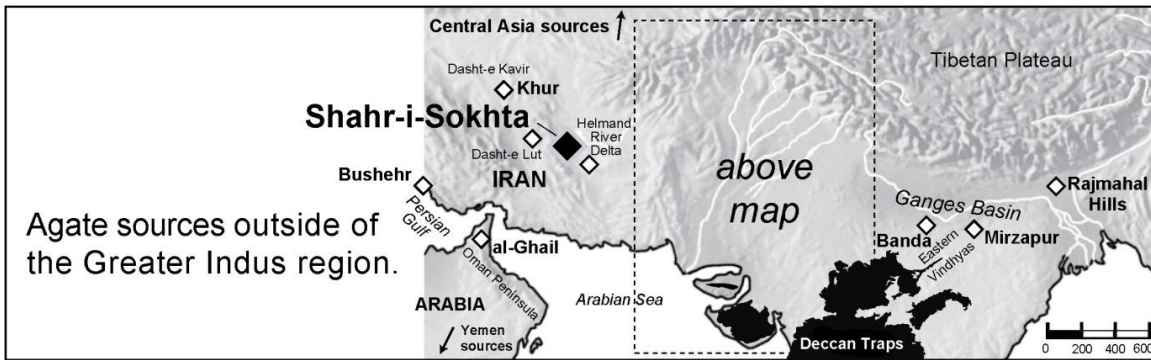 Central Asia sources
Tibetan Plateau
Dasht-e Kavir
Khur
Shahr-i-Sokhta
Helmand
River
Delta
Dasht-e Lut
IRAN
above
map
Bushehr
Persian
Gulf
Agate sources outside of
the Greater Indus region.
al-Ghail
Oman Peninsula
ARABIA
Yemen
sources
Arabian Sea
Ganges Basin
Rajmahal
Hills
Banda
Eastern
Vindhyas
Mirzapur
Deccan Traps
0 200 400 600